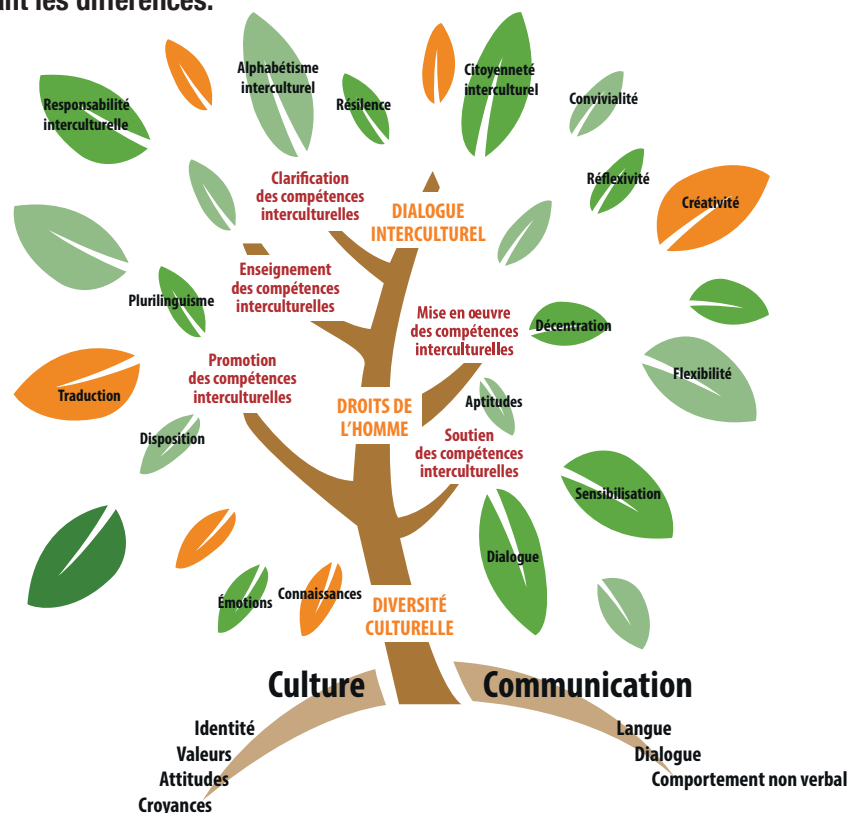 ant les différences.
Alphabétisme
interculturel
Citoyenneté
interculturel
Responsabilité
interculturelle
Résilence
Convivialité
Clarification
des compétences
interculturelles
Réflexivité
Créativité
DIALOGUE
INTERCULTUREL
Enseignement
des compétences
interculturelles
Plurilinguisme
Mise en œuvre
des compétences
interculturelles
Décentration
Promotion
des compétences
interculturelles
Flexibilité
Traduction
DROITS DE
L'HOMME
Aptitudes
Disposition
Soutien
des compétences
interculturelles
Sensibilisation
Dialogue
Émotions
Connaissances
DIVERSITÉ
CULTURELLE
Culture
Communication
Identité
Valeurs
Attitudes
Croyances
Langue
Dialogue
Comportement non verbal